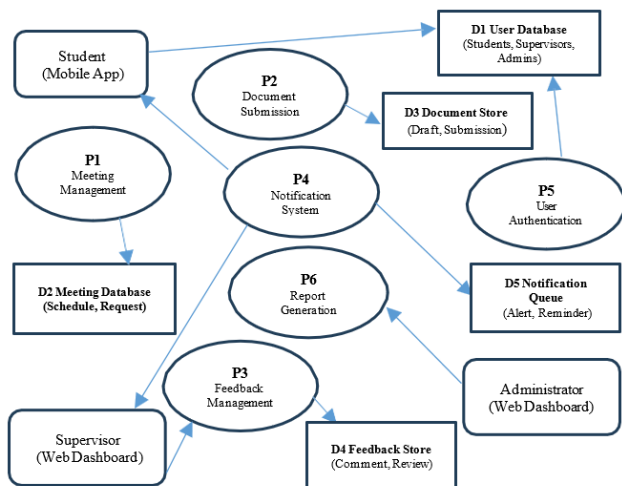 Student
(Mobile App)
D1 User Database
(Students, Supervisors,
Admins)
P2
Document
Submission
D3 Document Store
(Draft, Submission)
P1
Meeting
Management
P4
Notification
System
P5
User
Authentication
D2 Meeting Database
(Schedule, Request)
P6
Report
Generation
D5 Notification
Queue
(Alert, Reminder)
P3
Feedback
Management
Administrator
(Web Dashboard)
Supervisor
(Web Dashboard)
D4 Feedback Store
(Comment, Review)